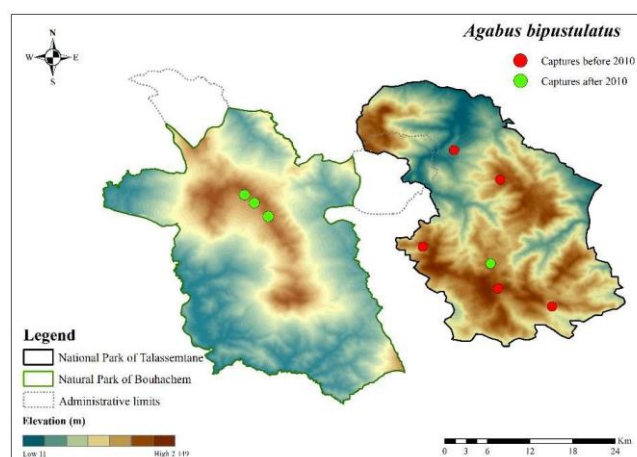 Agabus bipustulatus
N
W E
S
Captures before 2010
Captures after 2010
Legend
National Park of Talassemtane
Natural Park of Bouhachem
Administrative limits
Elevation (m)
Low 11 High 2 149
Km
0 3 6 12 18 24